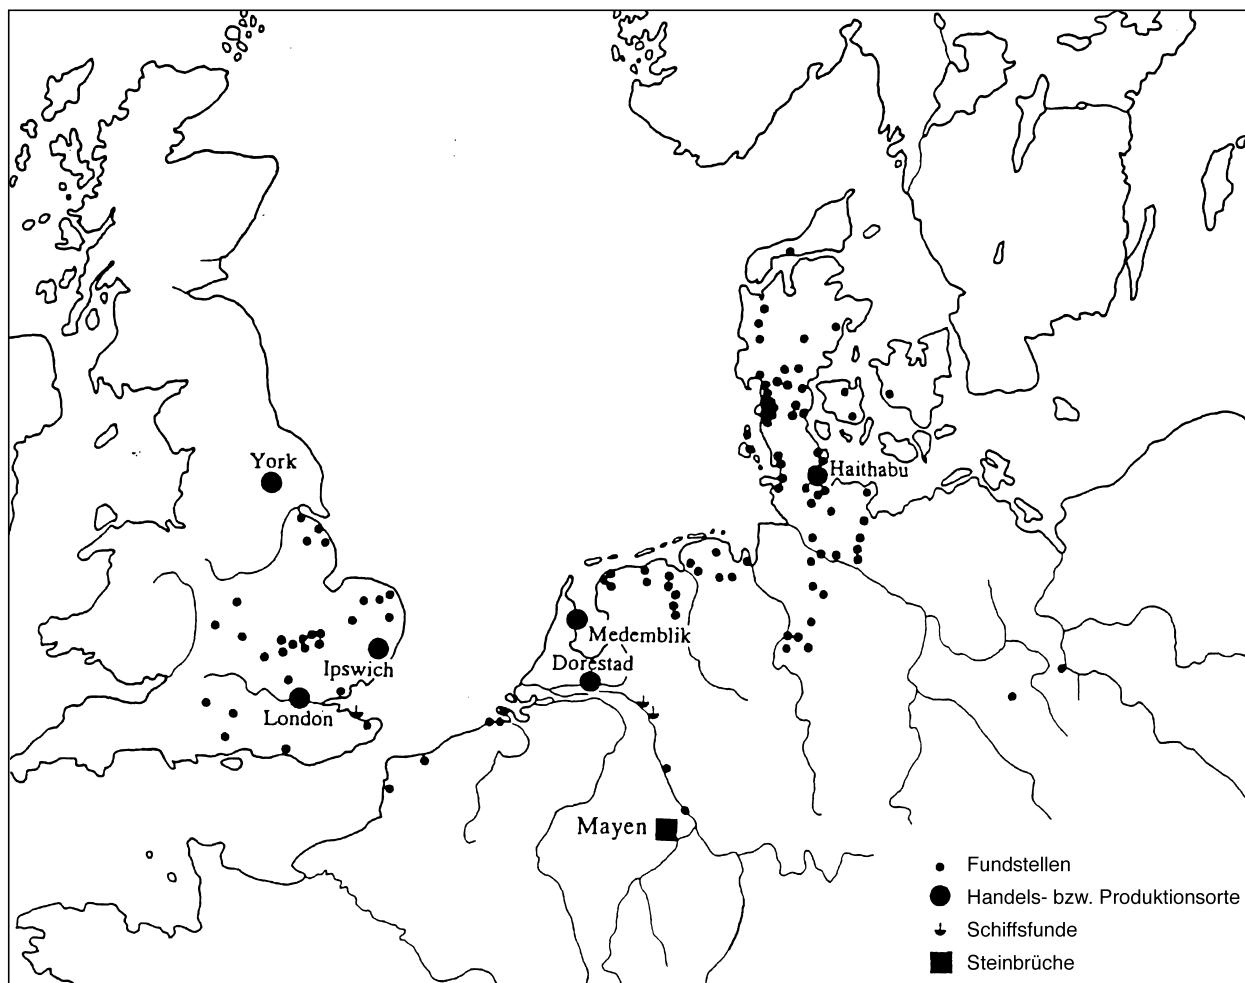 York
Haithabu
Medemblik
Ipswich
Dorestad
London
Mayen
Fundstellen
Handels- bzw. Produktionsorte
Schiffsfunde
Steinbrüche